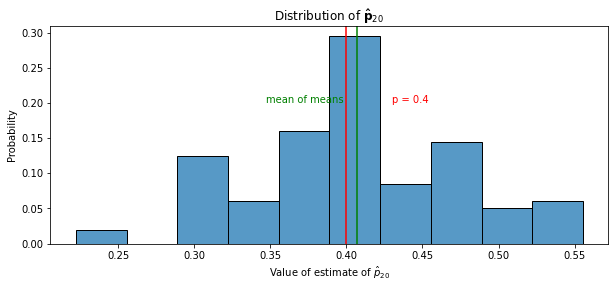 Distribution of p̂₂₀
Probability
0.30
0.25
0.20
0.15
0.10
0.05
0.00
mean of means
p = 0.4
0.25
0.30
0.35
0.40
0.45
0.50
0.55
Value of estimate of p̂₂₀